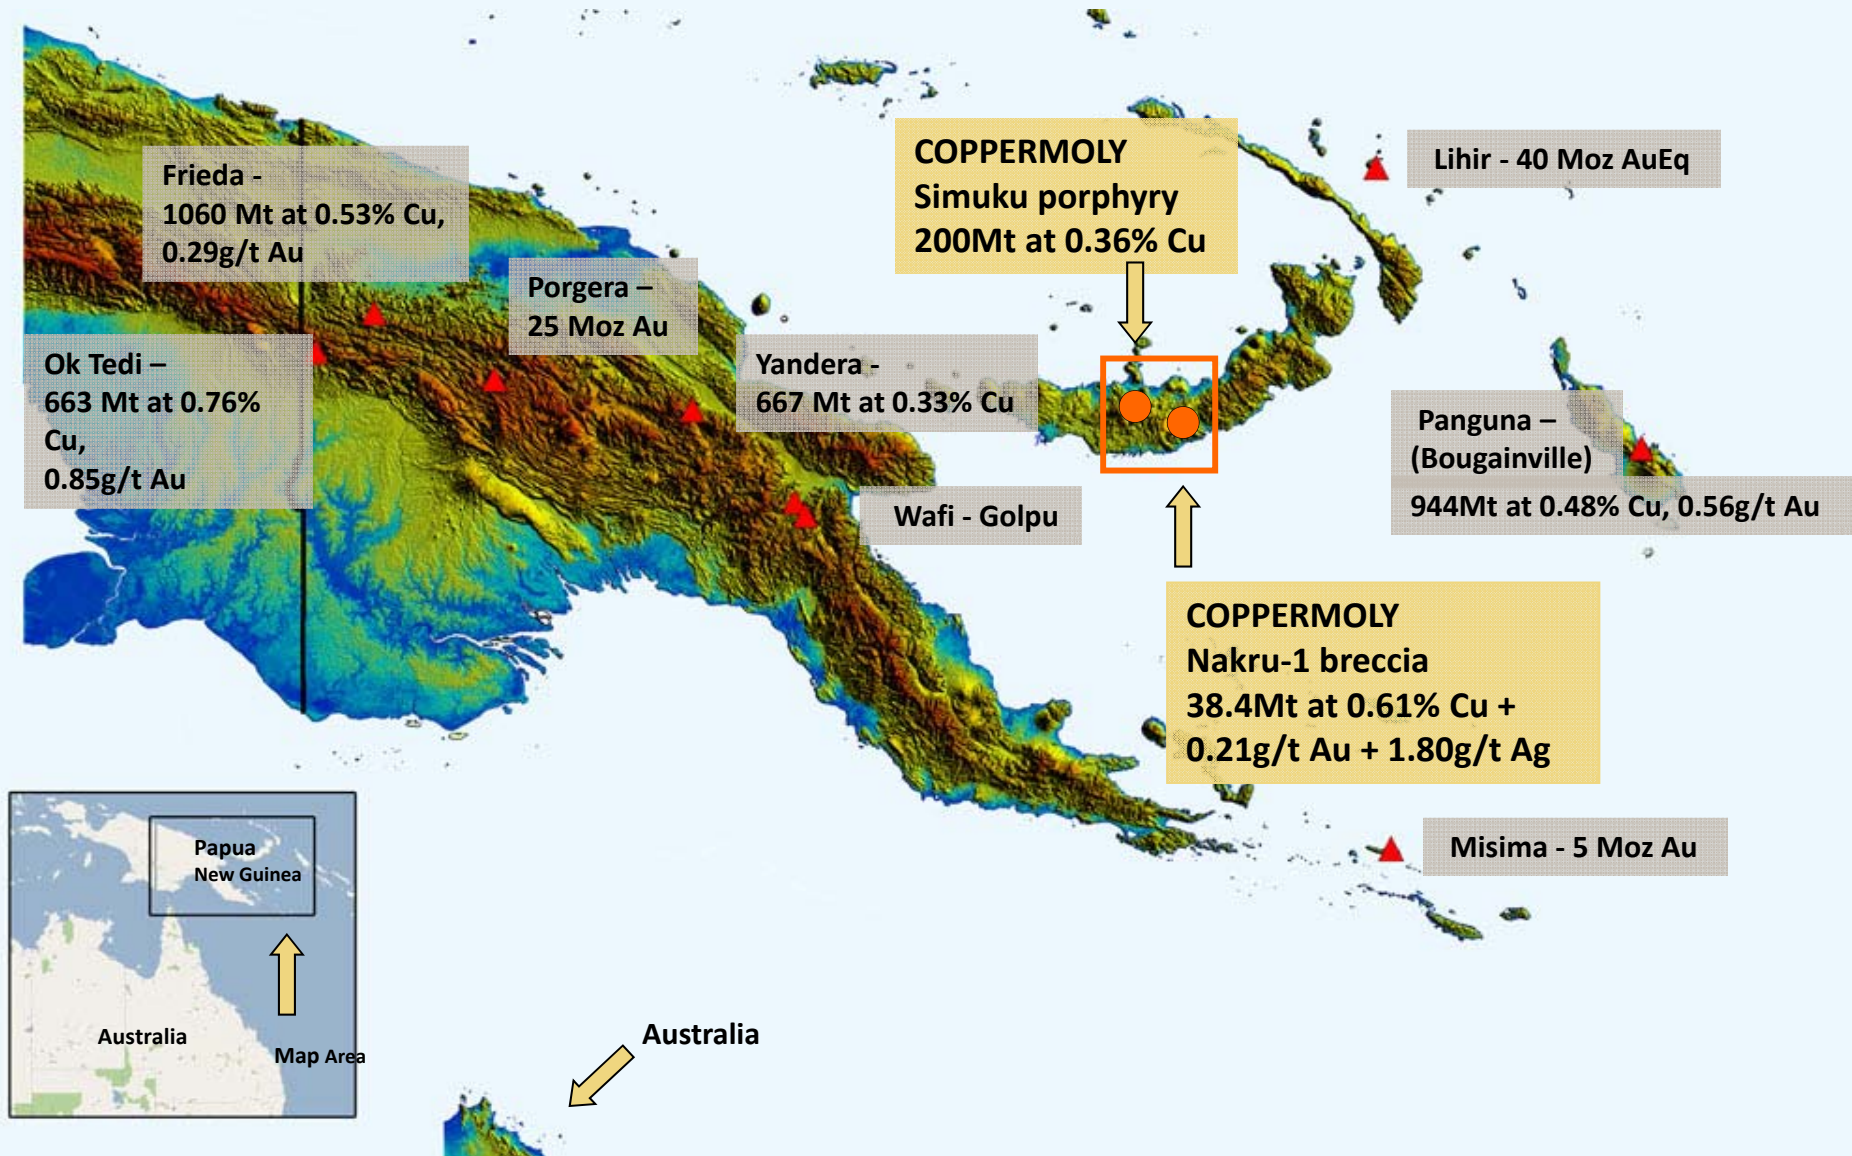 COPPERMOLY
Simuku porphyry
200Mt at 0.36% Cu
Lihir - 40 Moz AuEq
Frieda -
1060 Mt at 0.53% Cu,
0.29g/t Au
Porgera –
25 Moz Au
Ok Tedi –
663 Mt at 0.76%
Cu,
0.85g/t Au
Yandera -
667 Mt at 0.33% Cu
Panguna –
(Bougainville)
944Mt at 0.48% Cu, 0.56g/t Au
Wafi - Golpu
COPPERMOLY
Nakru-1 breccia
38.4Mt at 0.61% Cu +
0.21g/t Au + 1.80g/t Ag
Misima - 5 Moz Au
Papua
New Guinea
Australia
Map Area
Australia